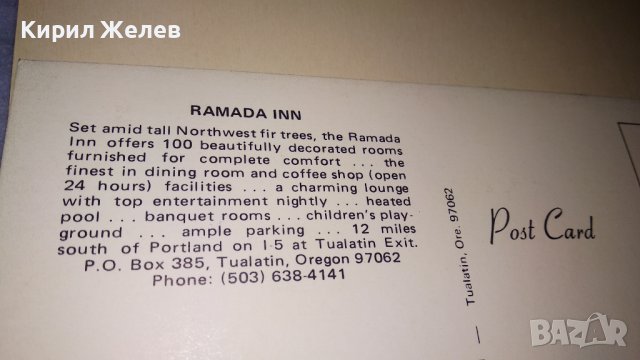 Кирил Желев
RAMADA INN
Set amid tall Northwest fir trees, the Ramada
Inn offers 100 beautifully decorated rooms
furnished for complete comfort ... the
finest in dining room and coffee shop (open
24 hours) facilities ... a charming lounge
with top entertainment nightly ... heated
pool ... banquet rooms ... children's play-
ground ... ample parking ... 12 miles
south of Portland on I-5 at Tualatin Exit.
P.O. Box 385, Tualatin, Oregon 97062
Phone: (503) 638-4141
Tualatin, Ore. 97062
Post Card
BAZAR